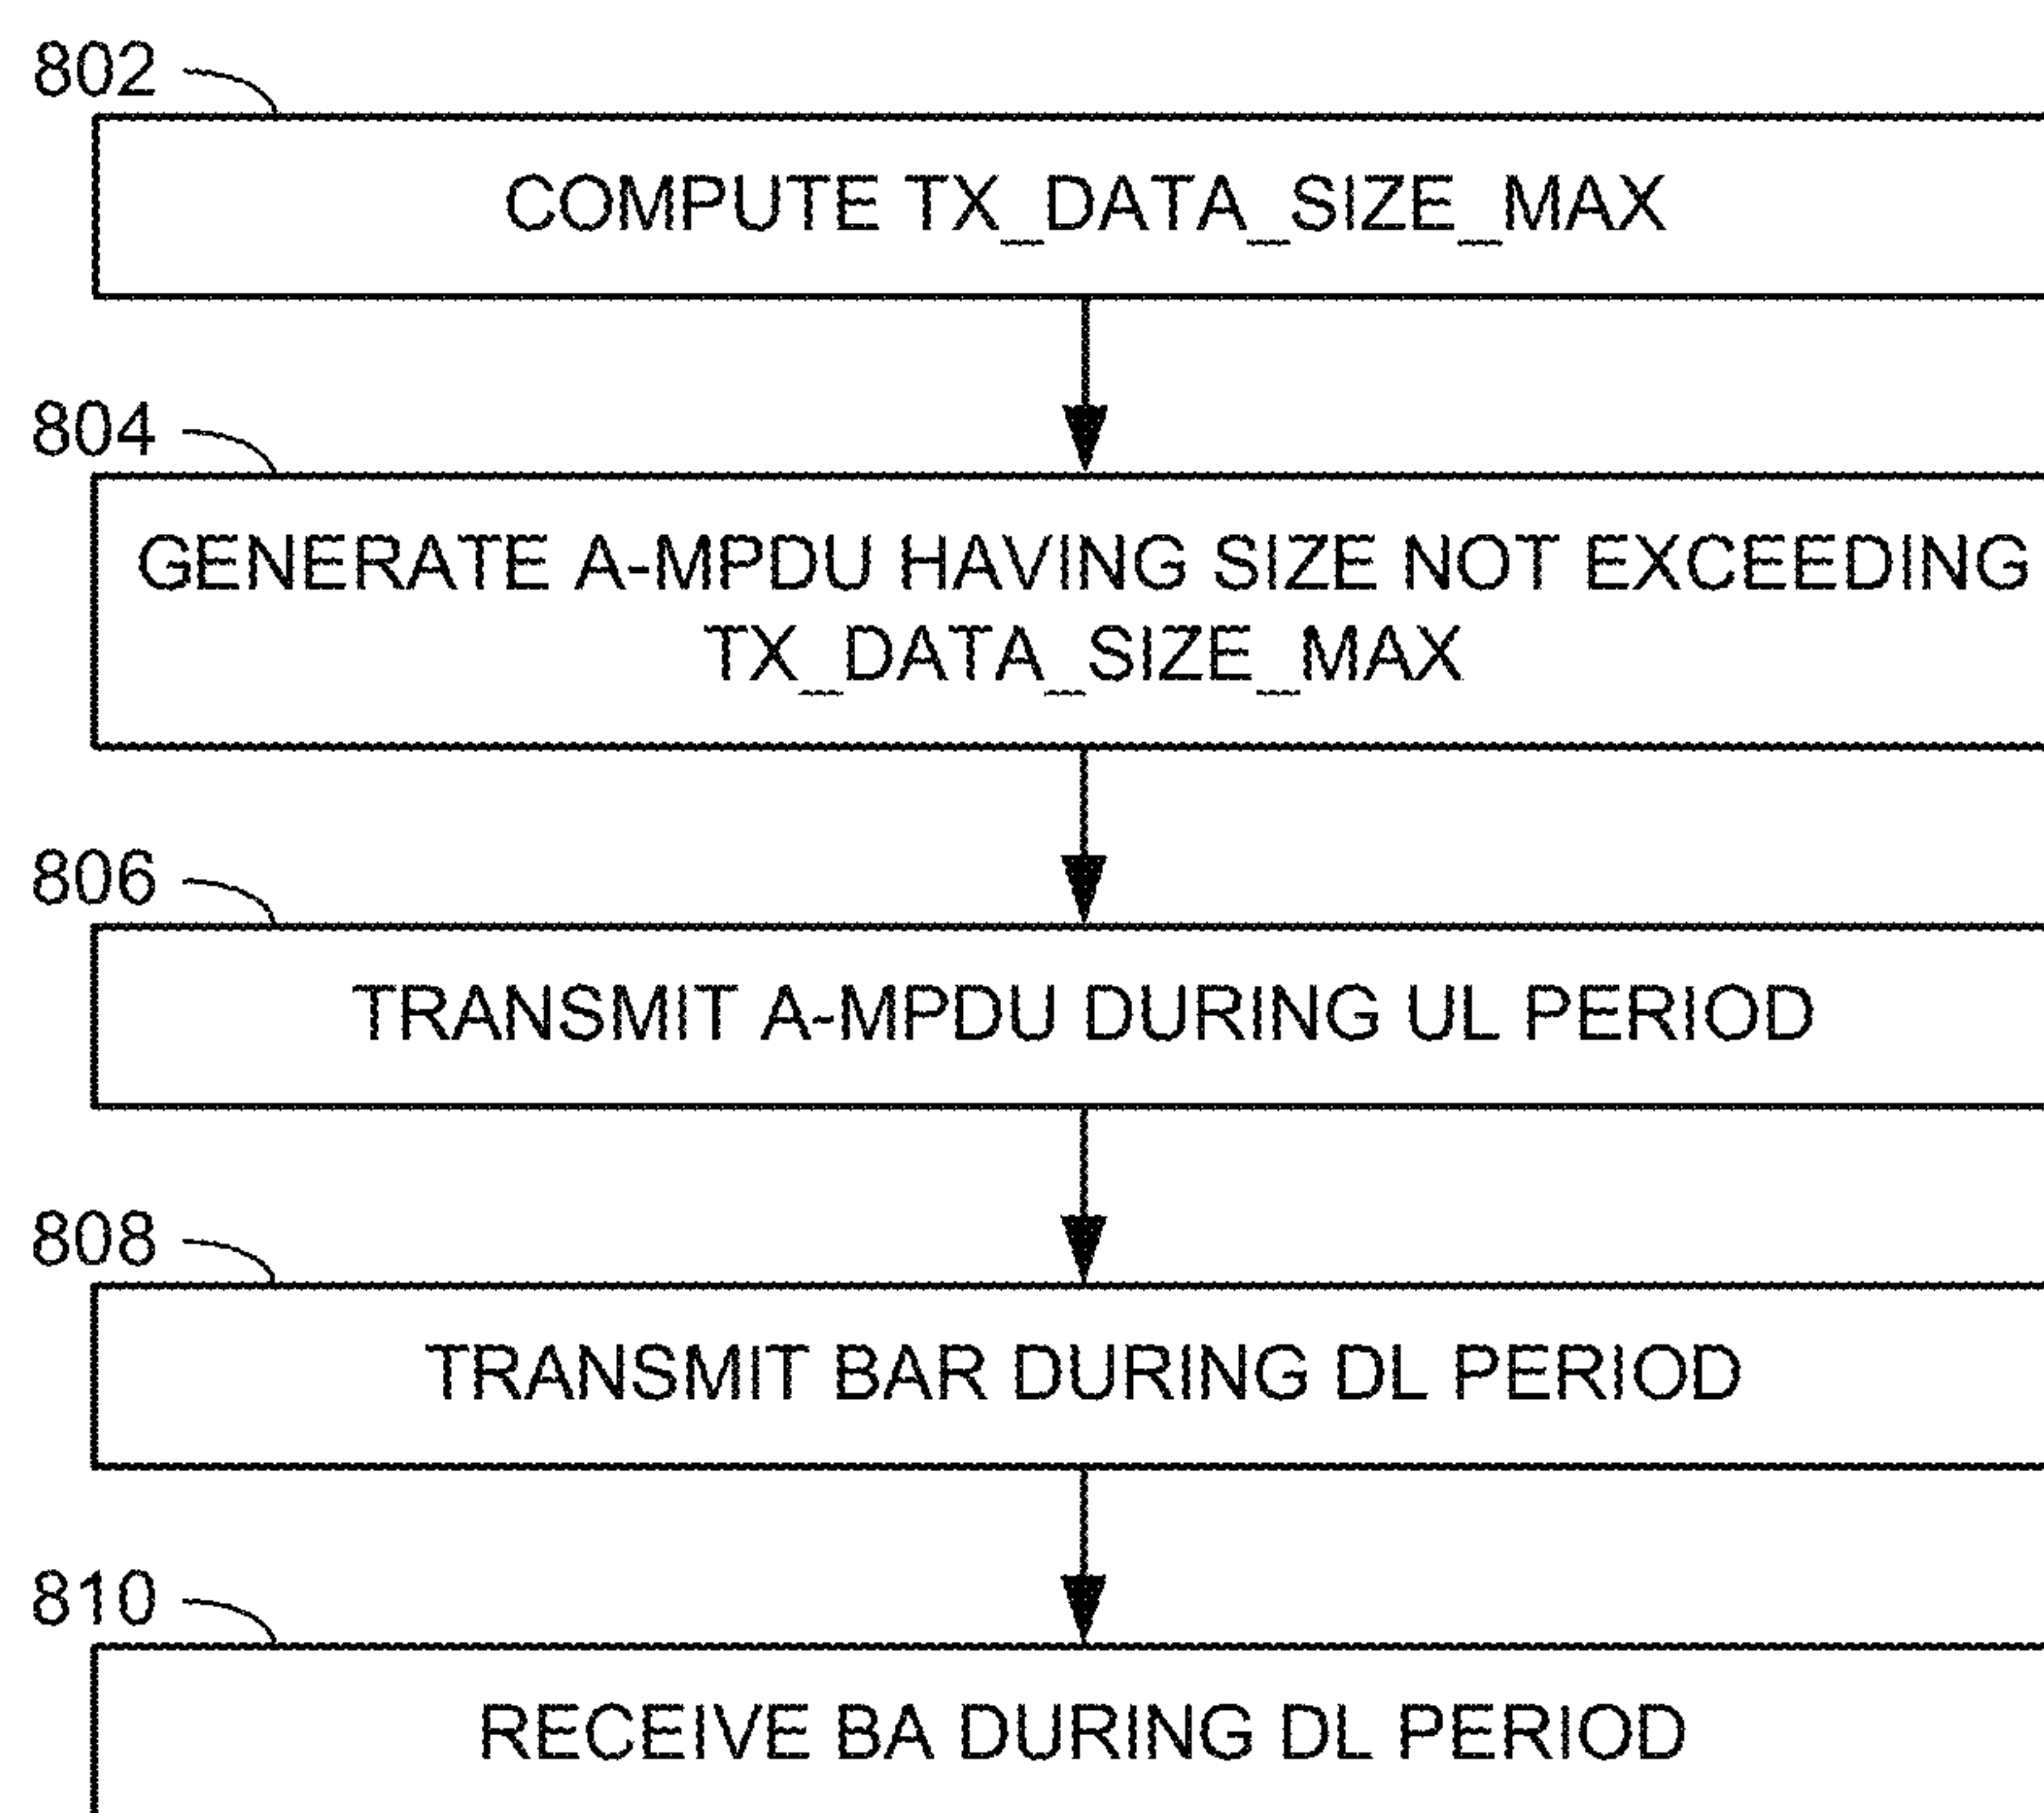 802
COMPUTE TX_DATA_SIZE_MAX
804
GENERATE A-MPDU HAVING SIZE NOT EXCEEDING
TX_DATA_SIZE_MAX
806
TRANSMIT A-MPDU DURING UL PERIOD
808
TRANSMIT BAR DURING DL PERIOD
810
RECEIVE BA DURING DL PERIOD